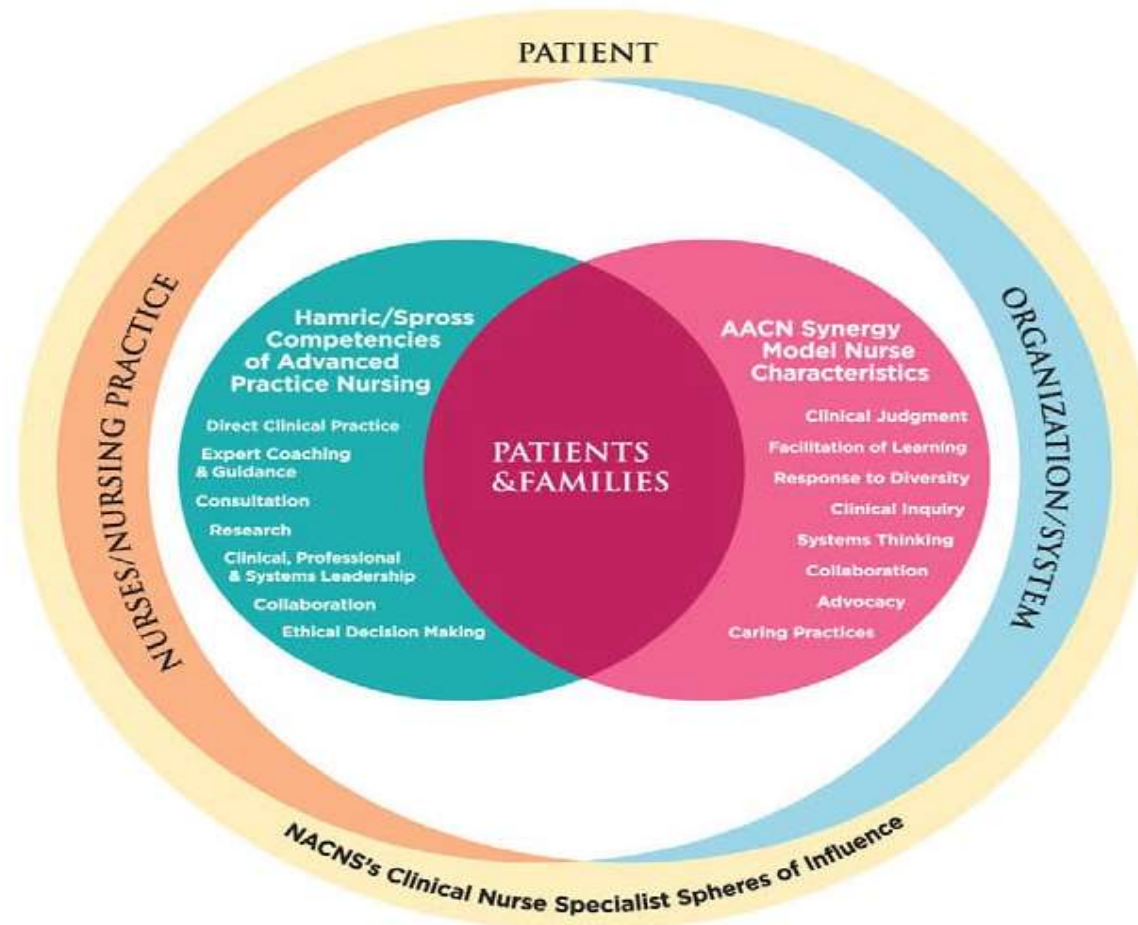 PATIENT
NURSES/NURSING PRACTICE
Hamric/Spross
Competencies
of Advanced
Practice Nursing
Direct Clinical Practice
Expert Coaching
& Guidance
Consultation
Research
Clinical, Professional
& Systems Leadership
Collaboration
Ethical Decision Making
PATIENTS
&FAMILIES
AACN Synergy
Model Nurse
Characteristics
Clinical Judgment
Facilitation of Learning
Response to Diversity
Clinical Inquiry
Systems Thinking
Collaboration
Advocacy
Caring Practices
ORGANIZATION/SYSTEM
NACNS's Clinical Nurse Specialist Spheres of Influence